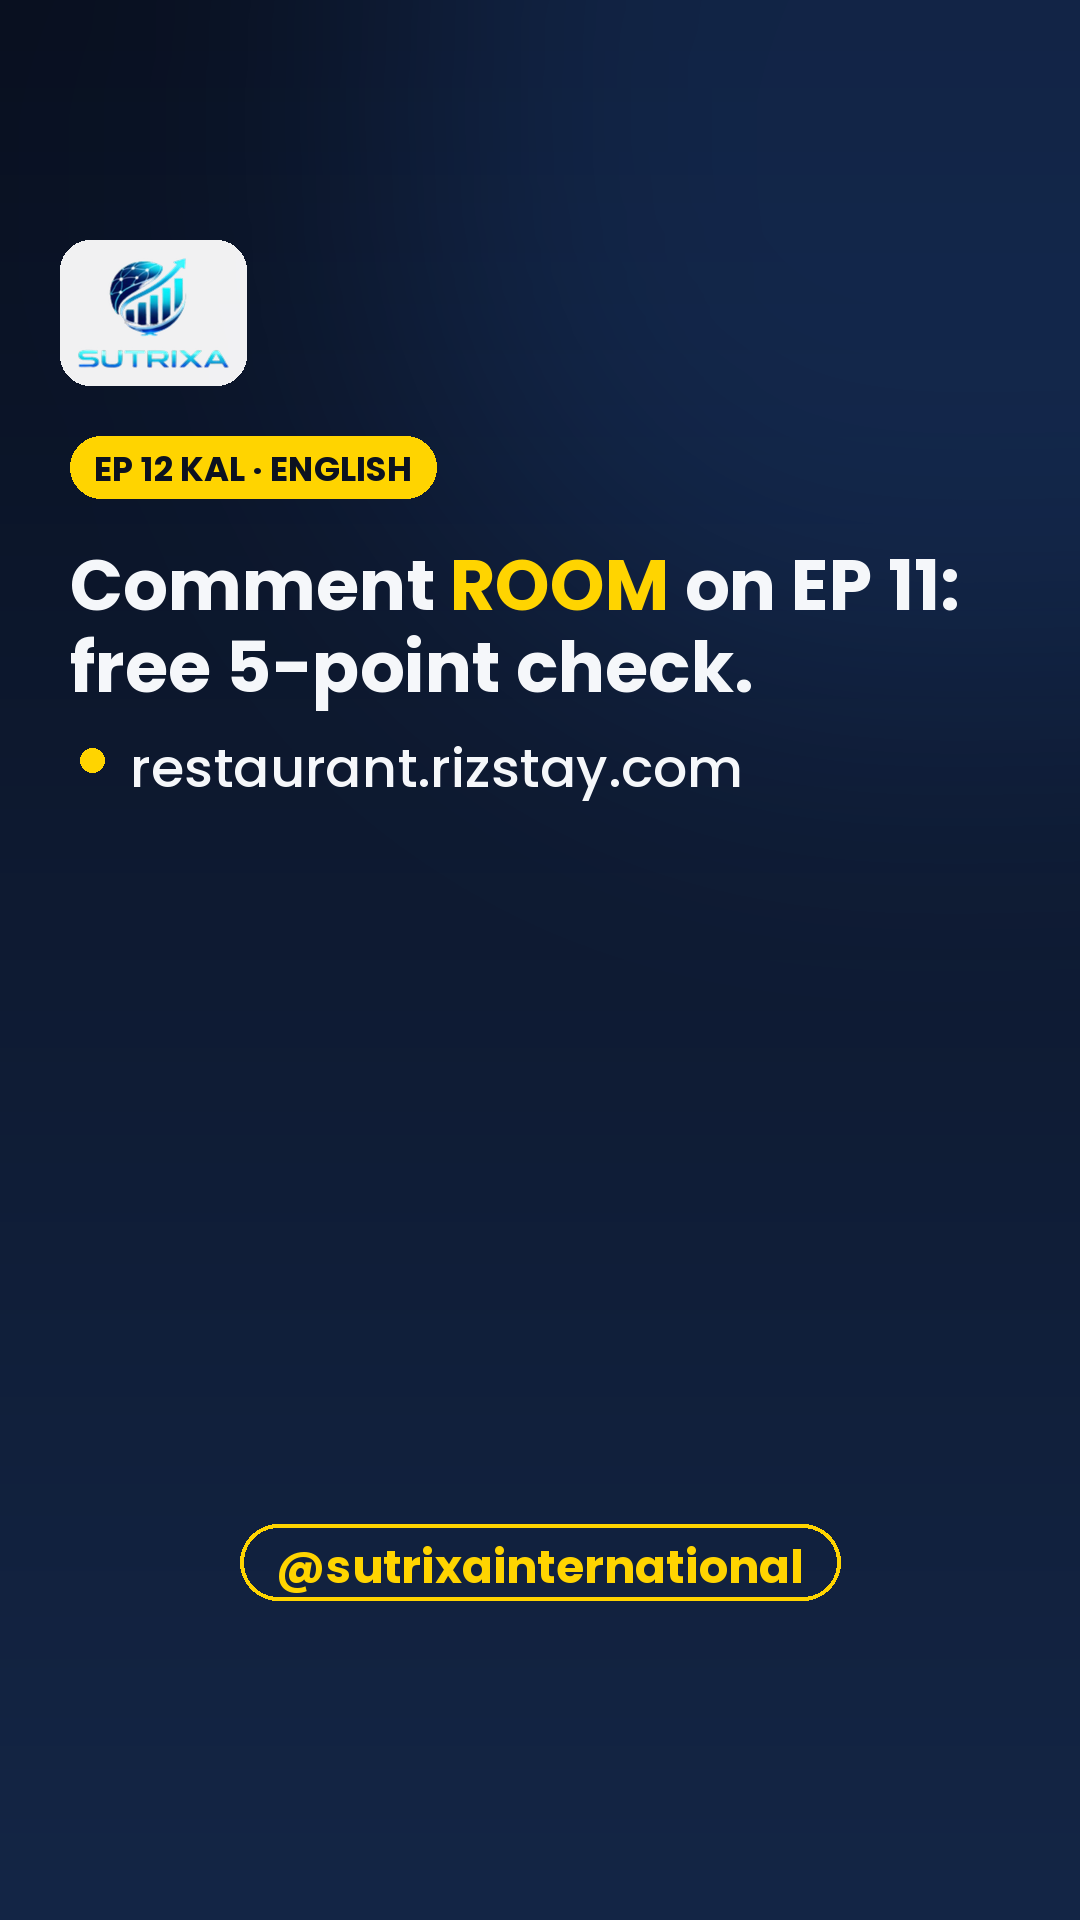 SUTRIXA
EP 12 KAL · ENGLISH
Comment ROOM on EP 11:
free 5-point check.
restaurant.rizstay.com
@sutrixainternational